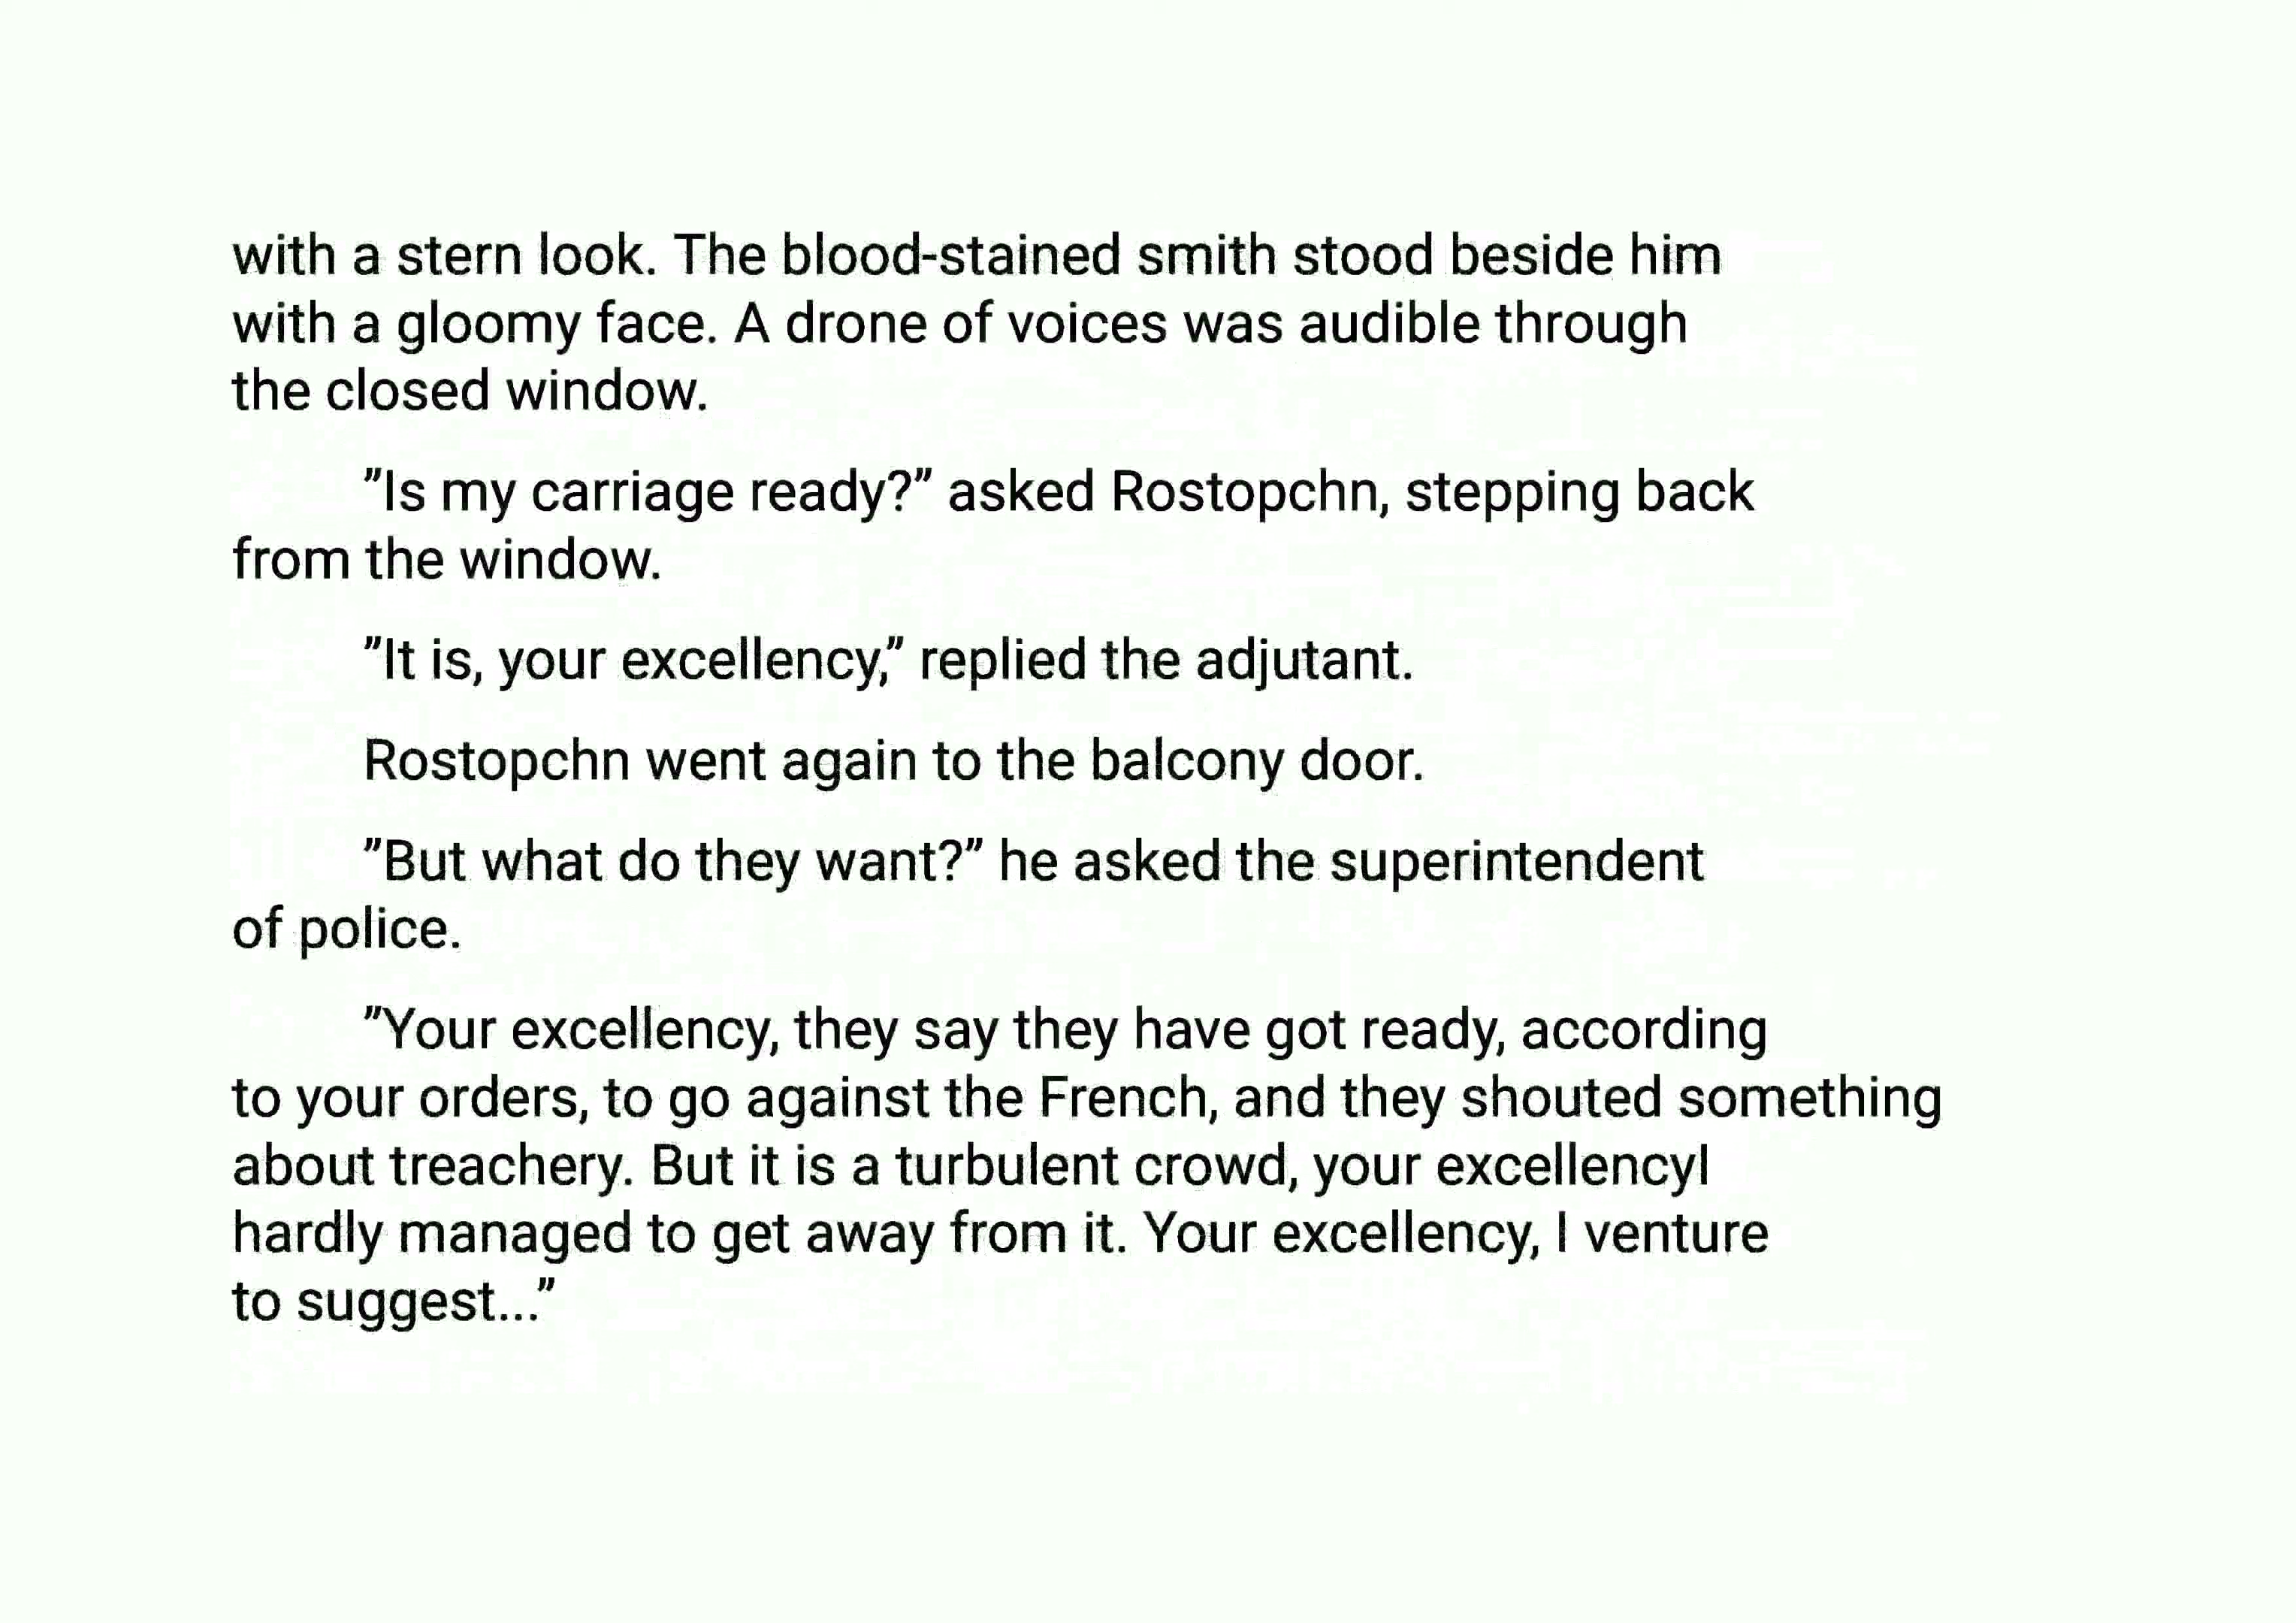 with a stern look. The blood-stained smith stood beside him
with a gloomy face. A drone of voices was audible through
the closed window.
”Is my carriage ready?” asked Rostopchn, stepping back
from the window.
”It is, your excellency,” replied the adjutant.
Rostopchn went again to the balcony door.
”But what do they want?” he asked the superintendent
of police.
”Your excellency, they say they have got ready, according
to your orders, to go against the French, and they shouted something
about treachery. But it is a turbulent crowd, your excellencyI
hardly managed to get away from it. Your excellency, I venture
to suggest...”